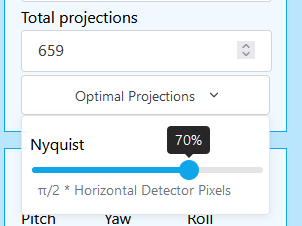 Total projections
659
Optimal Projections
70%
Nyquist
π/2 * Horizontal Detector Pixels
Pitch Yaw Roll